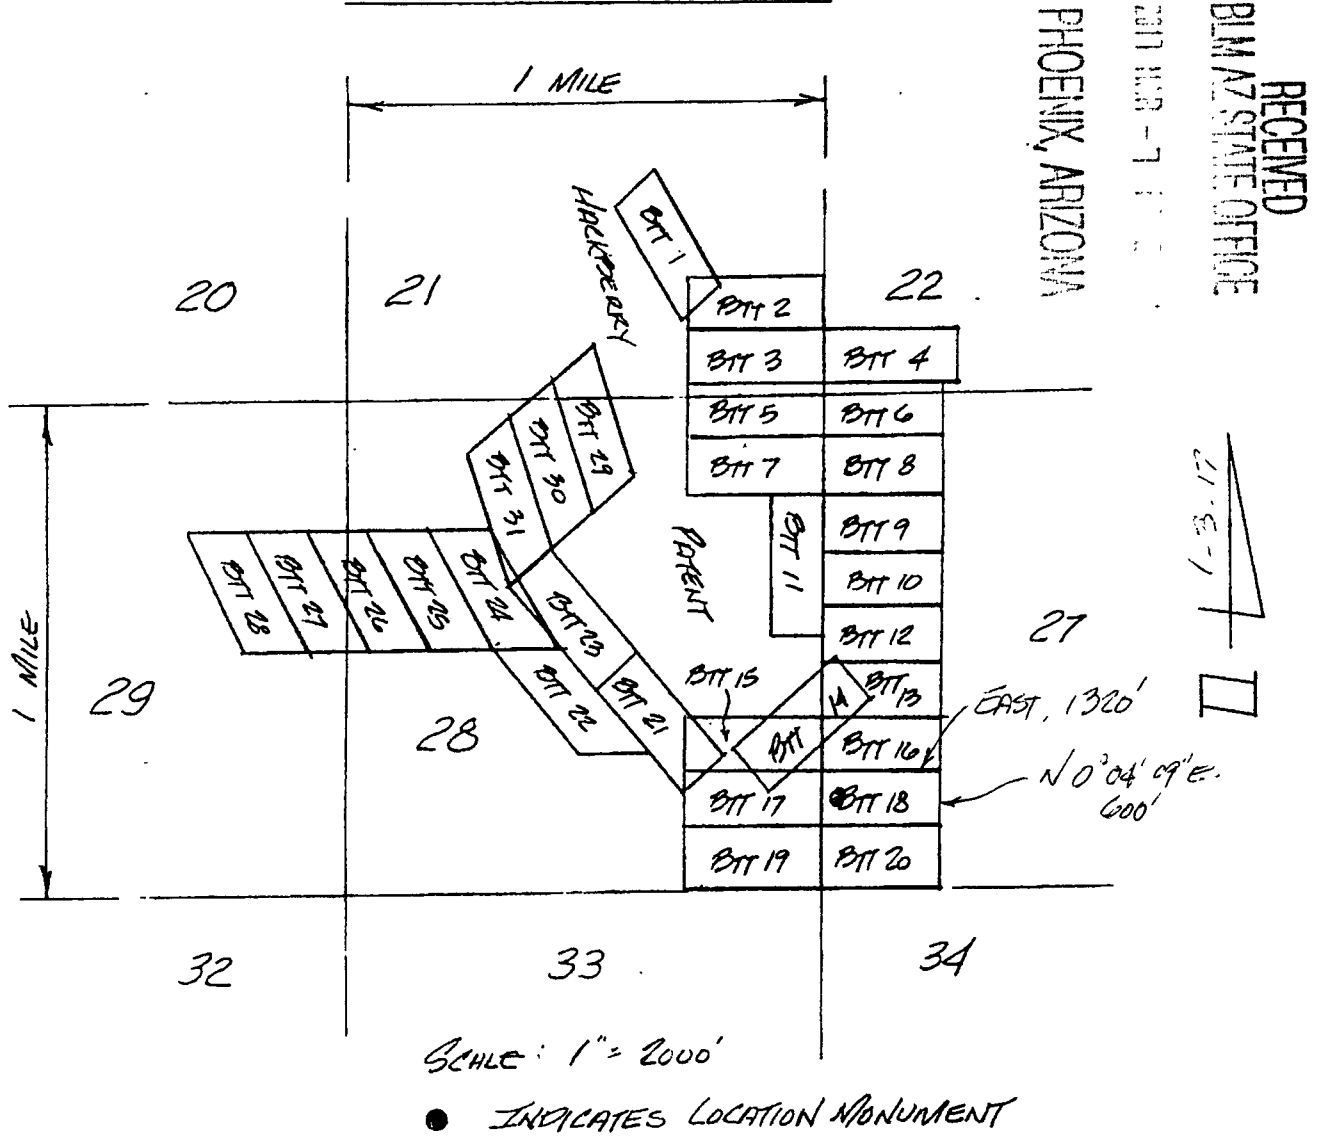 RECEIVED
BLM AZ STATE OFFICE
PHOENIX, ARIZONA
1 MILE
HACKBERRY
BTT 1
20
21
22
BTT 2
BTT 3
BTT 4
BTT 5
BTT 6
BTT 7
BTT 8
BTT 29
BTT 30
BTT 31
BTT 9
BTT 11
PATENT
BTT 10
BTT 28
BTT 27
BTT 26
BTT 25
BTT 24
BTT 23
BTT 12
27
1 MILE
29
28
BTT 22
BTT 21
BTT 15
BTT 14
BTT 13
EAST, 1320'
BTT 16
N 0°04' 09" E.
600'
BTT 17
BTT 18
BTT 19
BTT 20
32
33
34
SCALE: 1" = 2000'
● INDICATES LOCATION MONUMENT